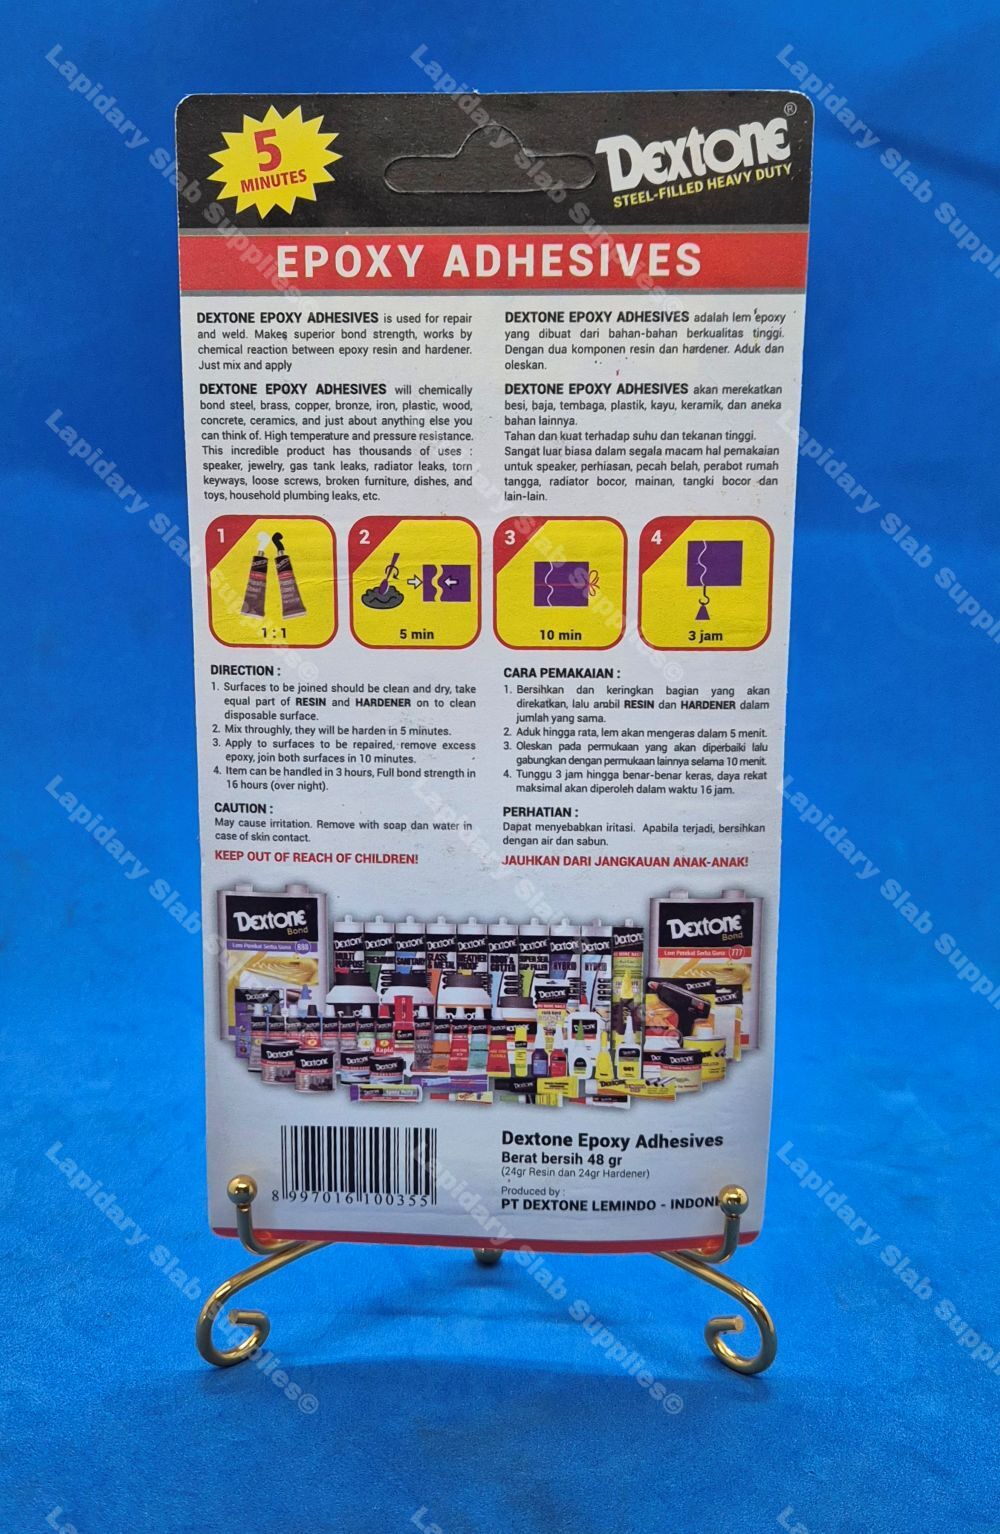 5
MINUTES
Dextone®
STEEL-FILLED HEAVY DUTY
EPOXY ADHESIVES
DEXTONE EPOXY ADHESIVES is used for repair
and weld. Makes superior bond strength, works by
chemical reaction between epoxy resin and hardener.
Just mix and apply
DEXTONE EPOXY ADHESIVES will chemically
bond steel, brass, copper, bronze, iron, plastic, wood,
concrete, ceramics, and just about anything else you
can think of. High temperature and pressure resistance.
This incredible product has thousands of uses :
speaker, jewelry, gas tank leaks, radiator leaks, torn
keyways, loose screws, broken furniture, dishes, and
toys, household plumbing leaks, etc.
DEXTONE EPOXY ADHESIVES adalah lem epoxy
yang dibuat dari bahan-bahan berkualitas tinggi.
Dengan dua komponen resin dan hardener. Aduk dan
oleskan.
DEXTONE EPOXY ADHESIVES akan merekatkan
besi, baja, tembaga, plastik, kayu, keramik, dan aneka
bahan lainnya.
Tahan dan kuat terhadap suhu dan tekanan tinggi.
Sangat luar biasa dalam segala macam hal pemakaian
untuk speaker, perhiasan, pecah belah, perabot rumah
tangga, radiator bocor, mainan, tangki bocor dan
lain-lain.
1
1 : 1
2
5 min
3
10 min
4
3 jam
DIRECTION :
1. Surfaces to be joined should be clean and dry, take
equal part of RESIN and HARDENER on to clean
disposable surface.
2. Mix throughly, they will be harden in 5 minutes.
3. Apply to surfaces to be repaired, remove excess
epoxy, join both surfaces in 10 minutes.
4. Item can be handled in 3 hours, Full bond strength in
16 hours (over night).
CAUTION :
May cause irritation. Remove with soap dan water in
case of skin contact.
KEEP OUT OF REACH OF CHILDREN!
CARA PEMAKAIAN :
1. Bersihkan dan keringkan bagian yang akan
direkatkan, lalu ambil RESIN dan HARDENER dalam
jumlah yang sama.
2. Aduk hingga rata, lem akan mengeras dalam 5 menit.
3. Oleskan pada permukaan yang akan diperbaiki lalu
gabungkan dengan permukaan lainnya selama 10 menit.
4. Tunggu 3 jam hingga benar-benar keras, daya rekat
maksimal akan diperoleh dalam waktu 16 jam.
PERHATIAN :
Dapat menyebabkan iritasi. Apabila terjadi, bersihkan
dengan air dan sabun.
JAUHKAN DARI JANGKAUAN ANAK-ANAK!
Dextone
Bond
Lem Perekat Serba Guna 888
Dextone
Bond
Lem Perekat Serba Guna 777
8 997016 100355
Dextone Epoxy Adhesives
Berat bersih 48 gr
(24gr Resin dan 24gr Hardener)
Produced by :
PT DEXTONE LEMINDO - INDON
Lapidary Slab Supplies©